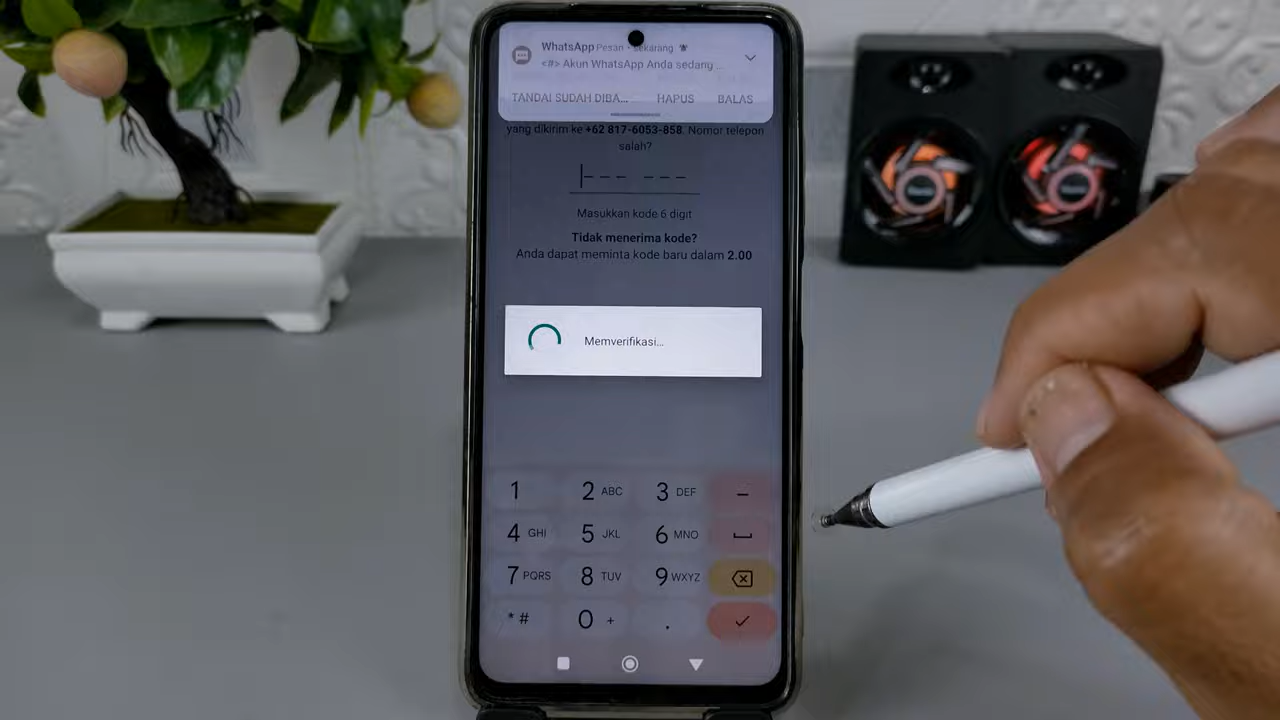 WhatsApp Pesan • sekarang
<#> Akun WhatsApp Anda sedang ...
TANDAI SUDAH DIBA... HAPUS BALAS
yang dikirim ke +62 817-6053-858. Nomor telepon
salah?
Masukkan kode 6 digit
Tidak menerima kode?
Anda dapat meminta kode baru dalam 2.00
Memverifikasi...
1 2 ABC 3 DEF –
4 GHI 5 JKL 6 MNO
7 PQRS 8 TUV 9 WXYZ
* # 0 + .